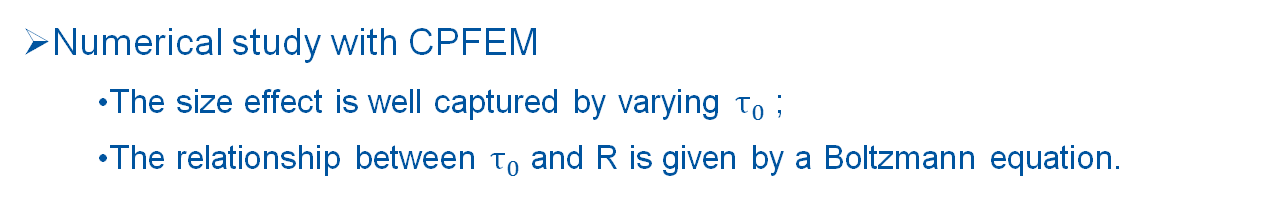 ➢Numerical study with CPFEM
•The size effect is well captured by varying τ₀ ;
•The relationship between τ₀ and R is given by a Boltzmann equation.